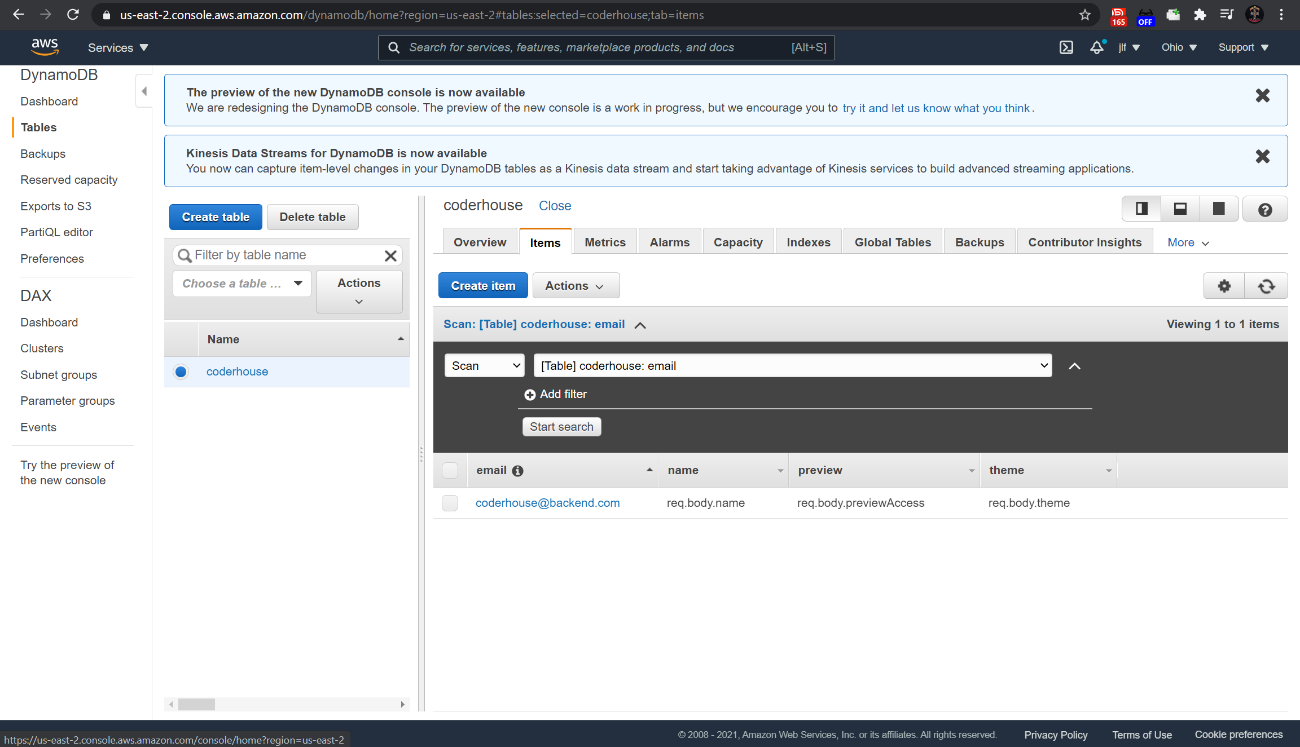 us-east-2.console.aws.amazon.com/dynamodb/home?region=us-east-2#tables:selected=coderhouse;tab=items
165
OFF
aws
Services
Search for services, features, marketplace products, and docs
[Alt+S]
jlf
Ohio
Support
DynamoDB
Dashboard
Tables
Backups
Reserved capacity
Exports to S3
PartiQL editor
Preferences
DAX
Dashboard
Clusters
Subnet groups
Parameter groups
Events
Try the preview of
the new console
The preview of the new DynamoDB console is now available
We are redesigning the DynamoDB console. The preview of the new console is a work in progress, but we encourage you to try it and let us know what you think.
Kinesis Data Streams for DynamoDB is now available
You now can capture item-level changes in your DynamoDB tables as a Kinesis data stream and start taking advantage of Kinesis services to build advanced streaming applications.
Create table
Delete table
Filter by table name
Choose a table ...
Actions
Name
coderhouse
coderhouse
Close
Overview
Items
Metrics
Alarms
Capacity
Indexes
Global Tables
Backups
Contributor Insights
More
Create item
Actions
Scan: [Table] coderhouse: email
Viewing 1 to 1 items
Scan
[Table] coderhouse: email
Add filter
Start search
email
name
preview
theme
coderhouse@backend.com
req.body.name
req.body.previewAccess
req.body.theme
https://us-east-2.console.aws.amazon.com/console/home?region=us-east-2
© 2008 - 2021, Amazon Web Services, Inc. or its affiliates. All rights reserved.
Privacy Policy
Terms of Use
Cookie preferences